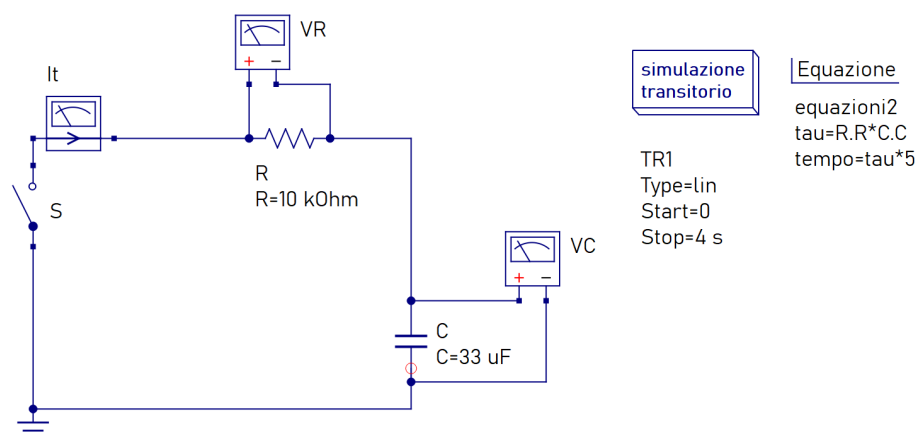 VR
+ −
It
R
R=10 kOhm
S
VC
+ −
C
C=33 uF
simulazione
transitorio
TR1
Type=lin
Start=0
Stop=4 s
Equazione
equazioni2
tau=R.R*C.C
tempo=tau*5